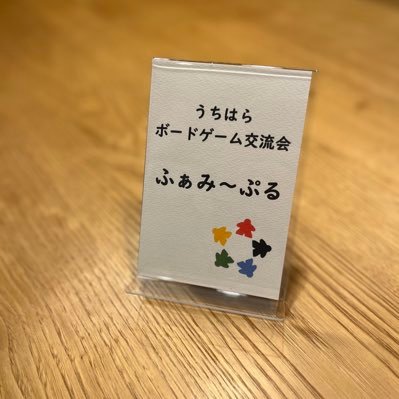 うちはら
ボードゲーム交流会
ふぁみ～ぷる